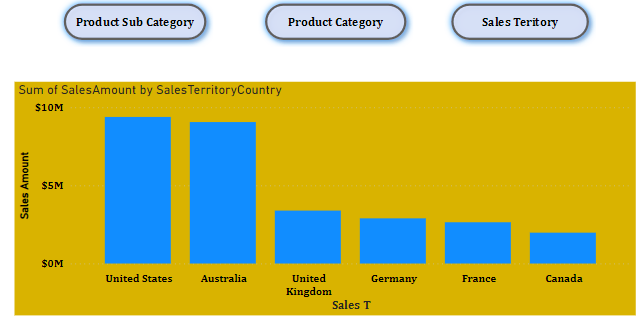 Product Sub Category
Product Category
Sales Teritory
Sum of SalesAmount by SalesTerritoryCountry
$10M
$5M
$0M
Sales Amount
United States
Australia
United
Kingdom
Germany
France
Canada
Sales T